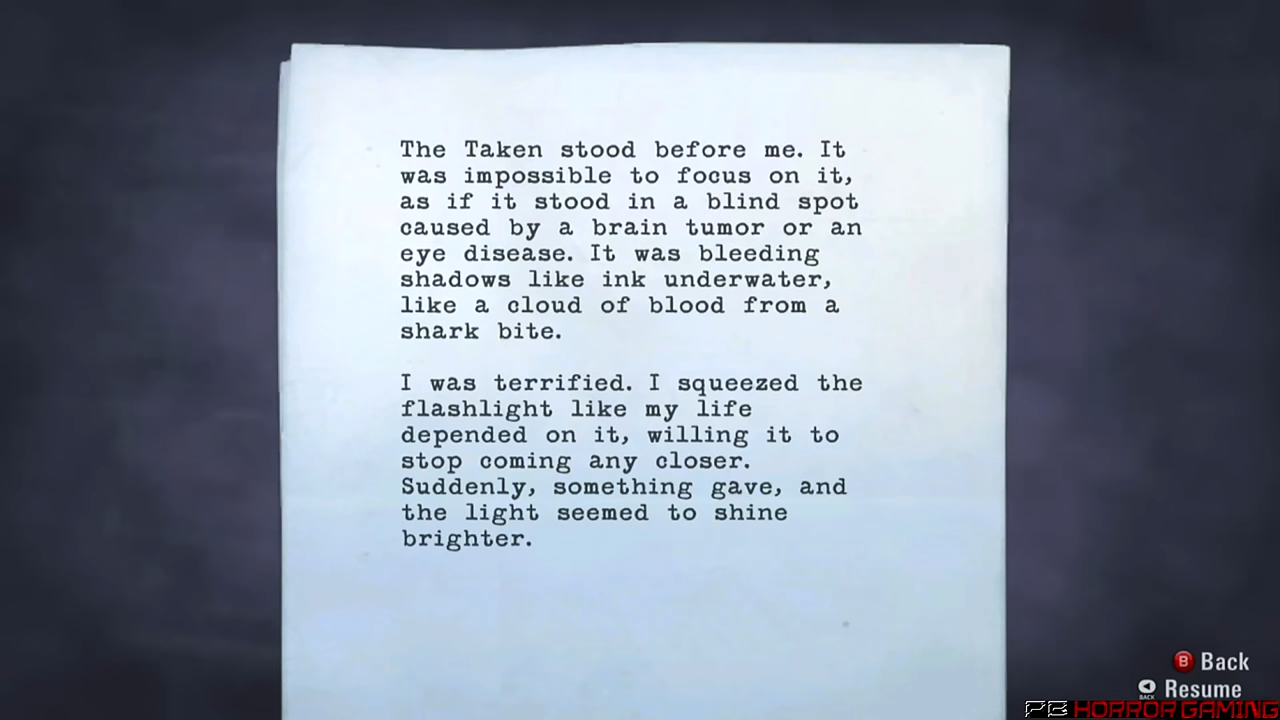 The Taken stood before me. It
was impossible to focus on it,
as if it stood in a blind spot
caused by a brain tumor or an
eye disease. It was bleeding
shadows like ink underwater,
like a cloud of blood from a
shark bite.
I was terrified. I squeezed the
flashlight like my life
depended on it, willing it to
stop coming any closer.
Suddenly, something gave, and
the light seemed to shine
brighter.
B Back
BACK Resume
HORROR GAMING